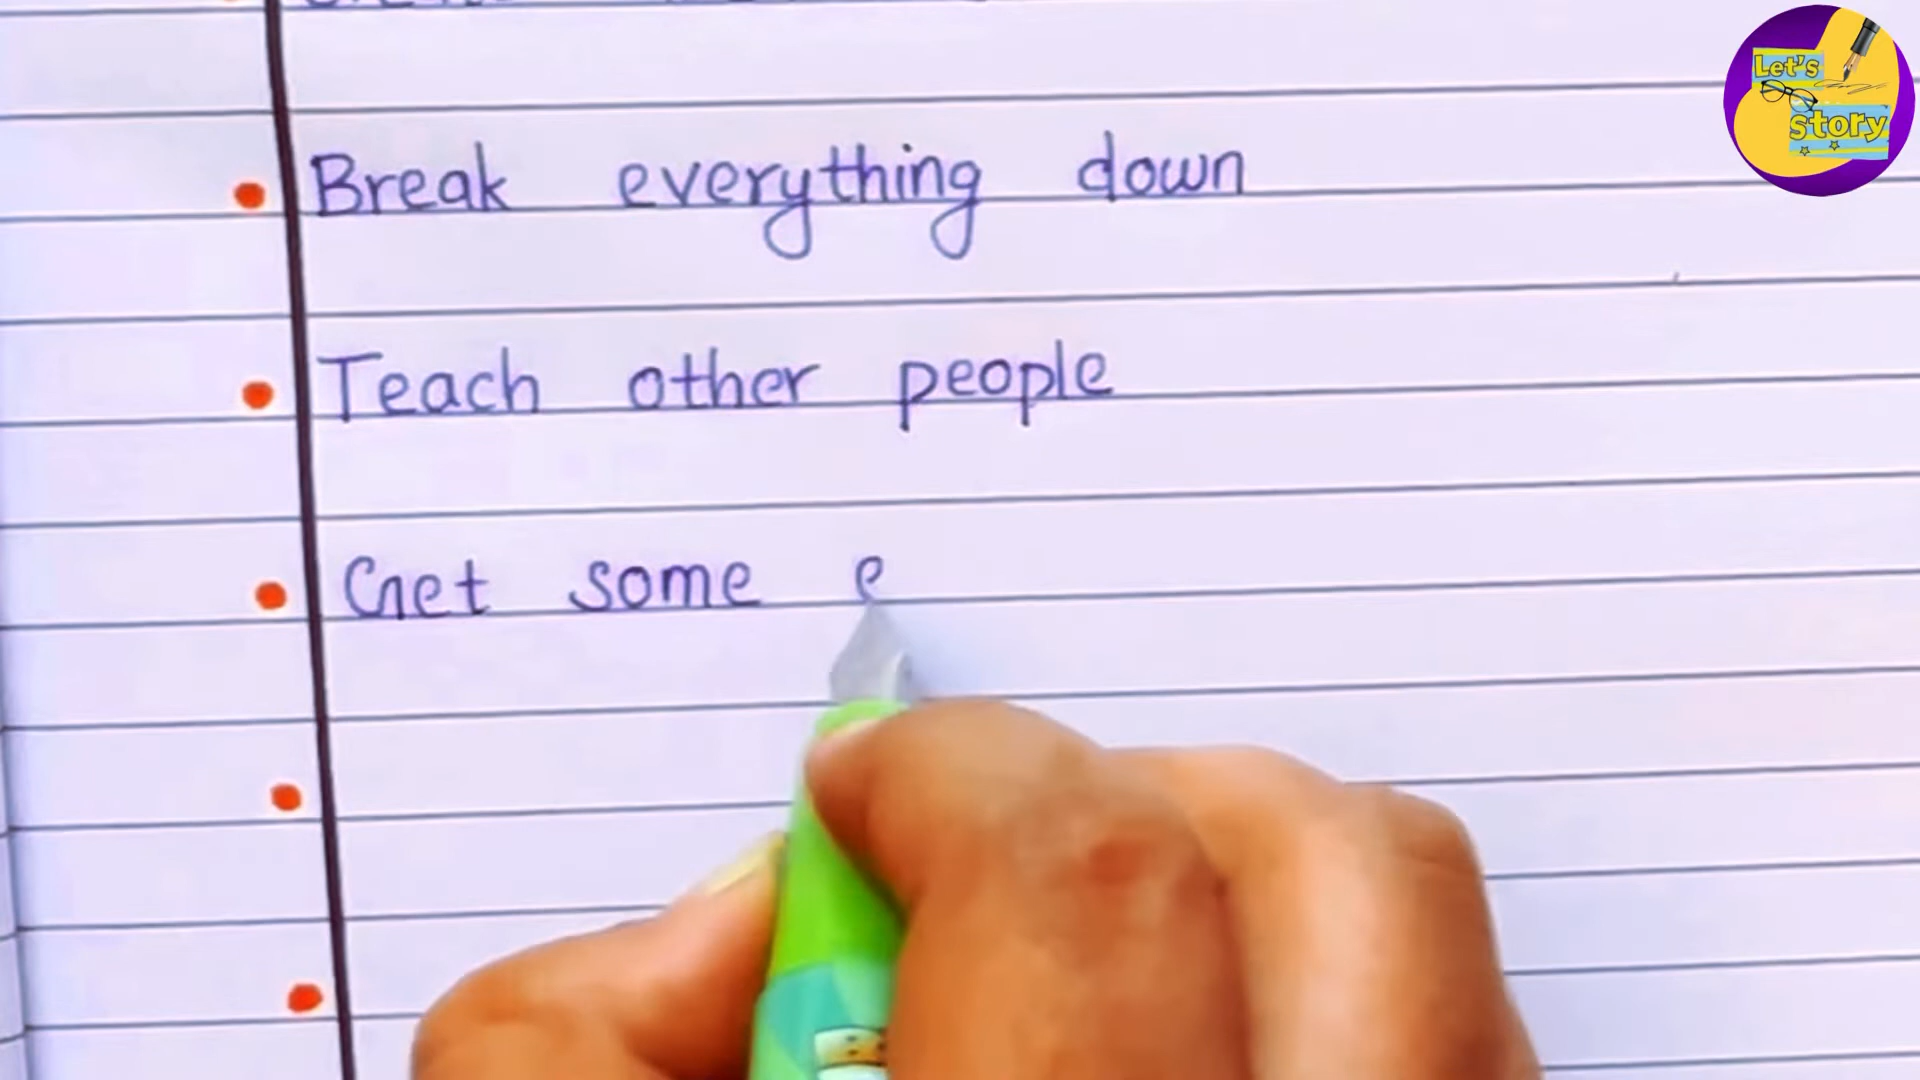 Let's
story
Break everything down
Teach other people
Get some e